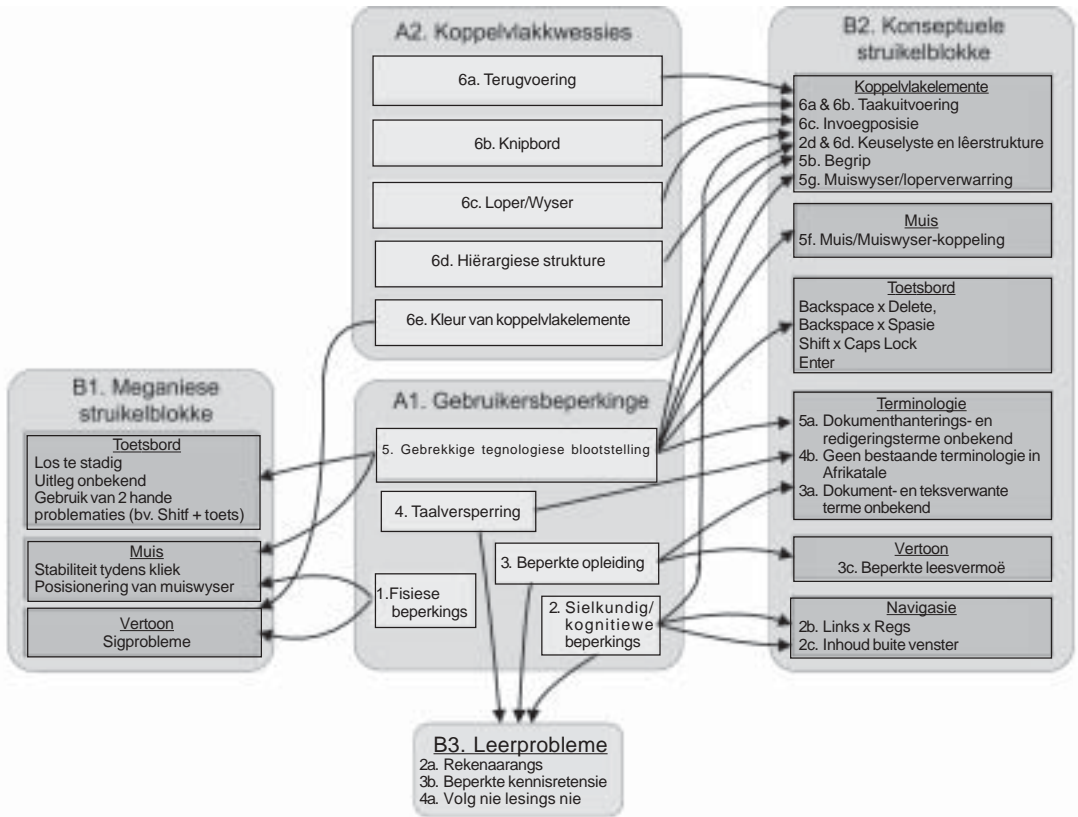 A2. Koppelvlakkwessies
6a. Terugvoering
6b. Knipbord
6c. Loper/Wyser
6d. Hiërargiese strukture
6e. Kleur van koppelvlakelemente
B2. Konseptuele
struikelblokke
Koppelvlakelemente
6a & 6b. Taakuitvoering
6c. Invoegposisie
2d & 6d. Keuselyste en lêerstrukture
5b. Begrip
5g. Muiswyser/loperverwarring
Muis
5f. Muis/Muiswyser-koppeling
Toetsbord
Backspace x Delete,
Backspace x Spasie
Shift x Caps Lock
Enter
Terminologie
5a. Dokumenthanterings- en
redigeringsterme onbekend
4b. Geen bestaande terminologie in
Afrikatale
3a. Dokument- en teksverwante
terme onbekend
Vertoon
3c. Beperkte leesvermoë
Navigasie
2b. Links x Regs
2c. Inhoud buite venster
B1. Meganiese
struikelblokke
Toetsbord
Los te stadig
Uitleg onbekend
Gebruik van 2 hande
problematies (bv. Shitf + toets)
Muis
Stabiliteit tydens kliek
Posisionering van muiswyser
Vertoon
Sigprobleme
A1. Gebruikersbeperkinge
5. Gebrekkige tegnologiese blootstelling
4. Taalversperring
3. Beperkte opleiding
1.Fisiese
beperkings
2. Sielkundig/
kognitiewe
beperkings
B3. Leerprobleme
2a. Rekenaarangs
3b. Beperkte kennisretensie
4a. Volg nie lesings nie